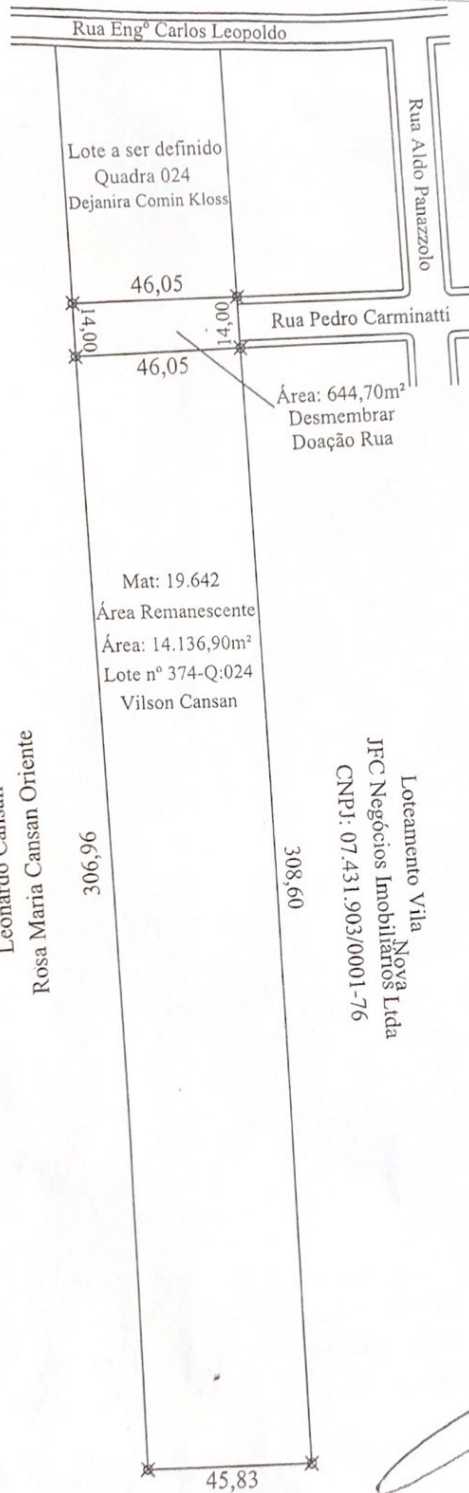 Rua Engº Carlos Leopoldo
Rua Aldo Panazzolo
Lote a ser definido
Quadra 024
Dejanira Comin Kloss
46,05
14,00
14,00
Rua Pedro Carminatti
46,05
Área: 644,70m²
Desmembrar
Doação Rua
Mat: 19.642
Área Remanescente
Área: 14.136,90m²
Lote nº 374-Q:024
Vilson Cansan
Leonardo Cansan
Rosa Maria Cansan Oriente
306,96
308,60
Loteamento Vila Nova
JFC Negócios Imobiliários Ltda
CNPJ: 07.431.903/0001-76
45,83